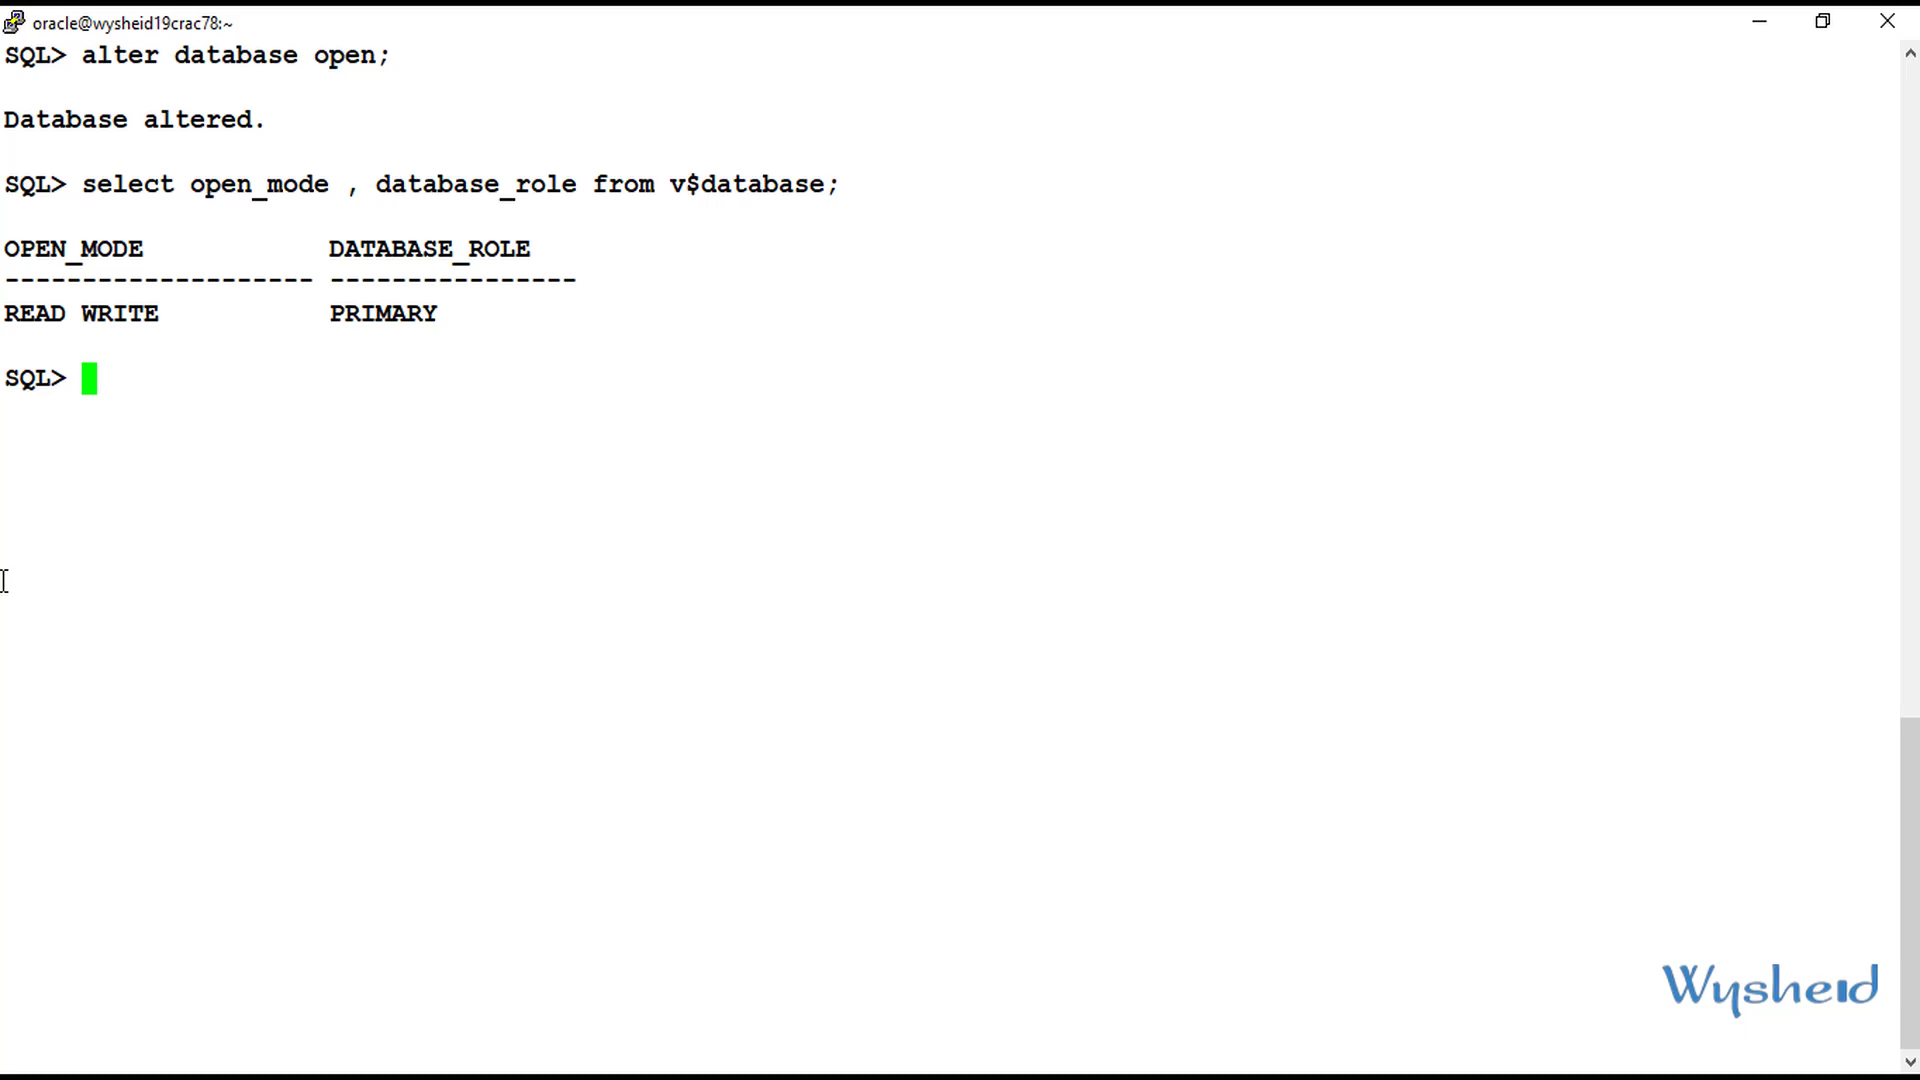 oracle@wysheid19crac78:~
SQL> alter database open;
Database altered.
SQL> select open_mode , database_role from v$database;
OPEN_MODE            DATABASE_ROLE
-------------------- ----------------
READ WRITE           PRIMARY
SQL>
Wysheid